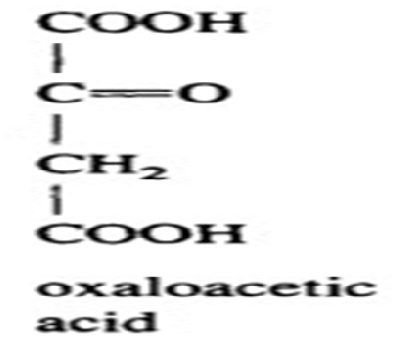 COOH
C=O
CH₂
COOH
oxaloacetic
acid